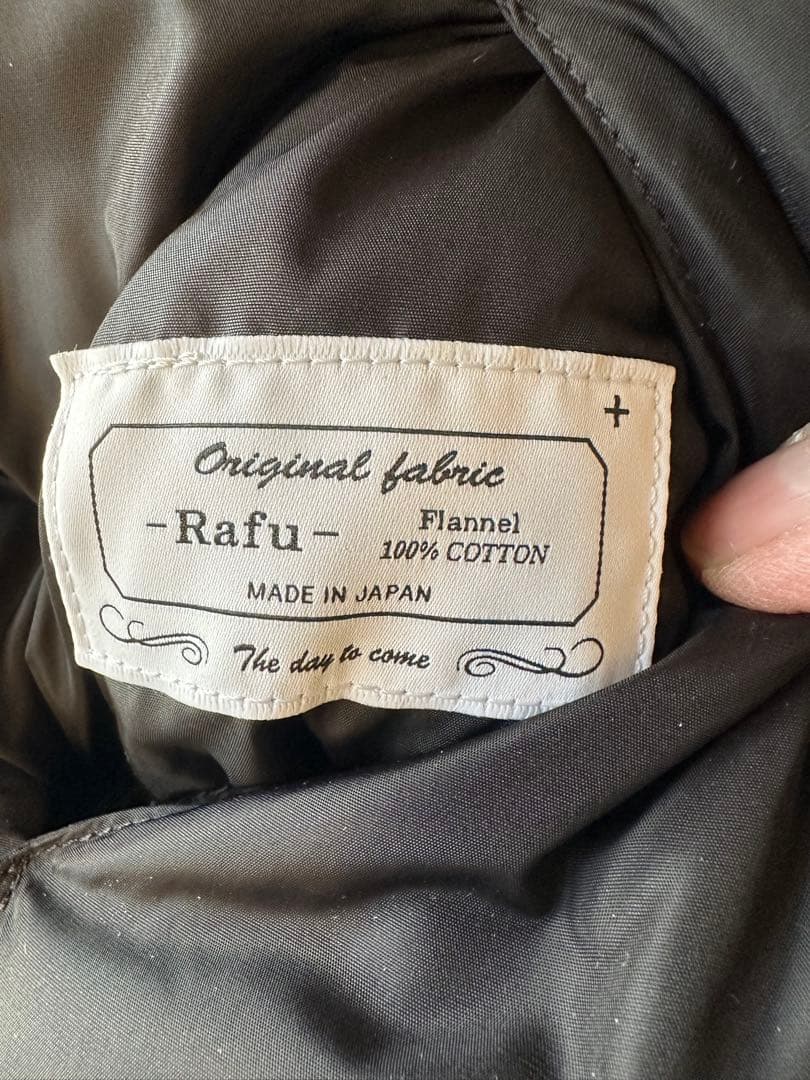 +
Original fabric
-Rafu-
Flannel
100% COTTON
MADE IN JAPAN
The day to come